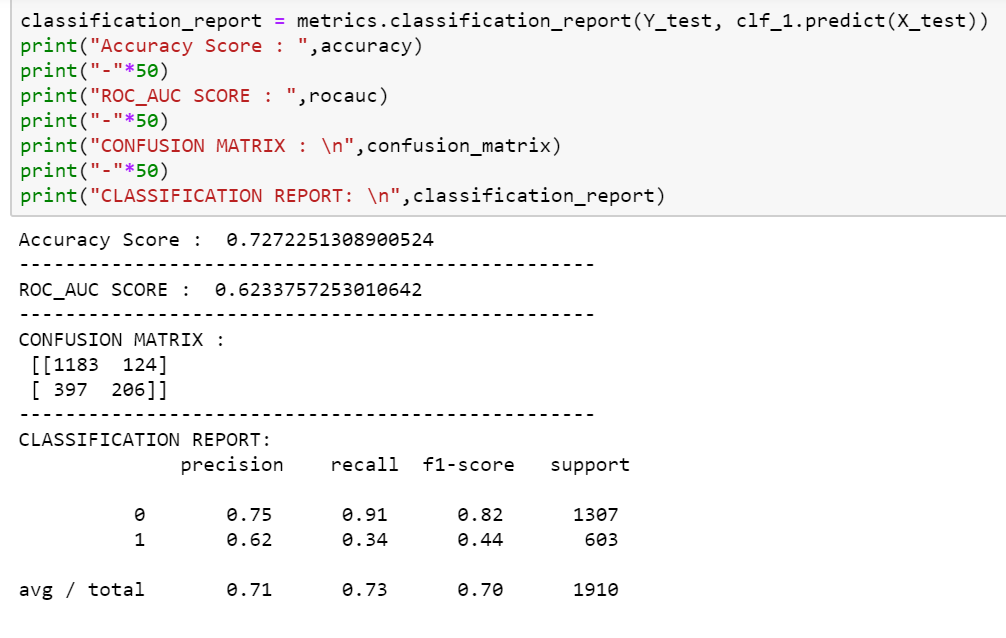 classification_report = metrics.classification_report(Y_test, clf_1.predict(X_test))
print("Accuracy Score : ",accuracy)
print("-"*50)
print("ROC_AUC SCORE : ",rocauc)
print("-"*50)
print("CONFUSION MATRIX : \n",confusion_matrix)
print("-"*50)
print("CLASSIFICATION REPORT: \n",classification_report)
Accuracy Score :  0.7272251308900524
--------------------------------------------------
ROC_AUC SCORE :  0.6233757253010642
--------------------------------------------------
CONFUSION MATRIX :
 [[1183  124]
 [ 397  206]]
--------------------------------------------------
CLASSIFICATION REPORT:
              precision    recall  f1-score   support
          0       0.75      0.91      0.82      1307
          1       0.62      0.34      0.44       603
avg / total       0.71      0.73      0.70      1910